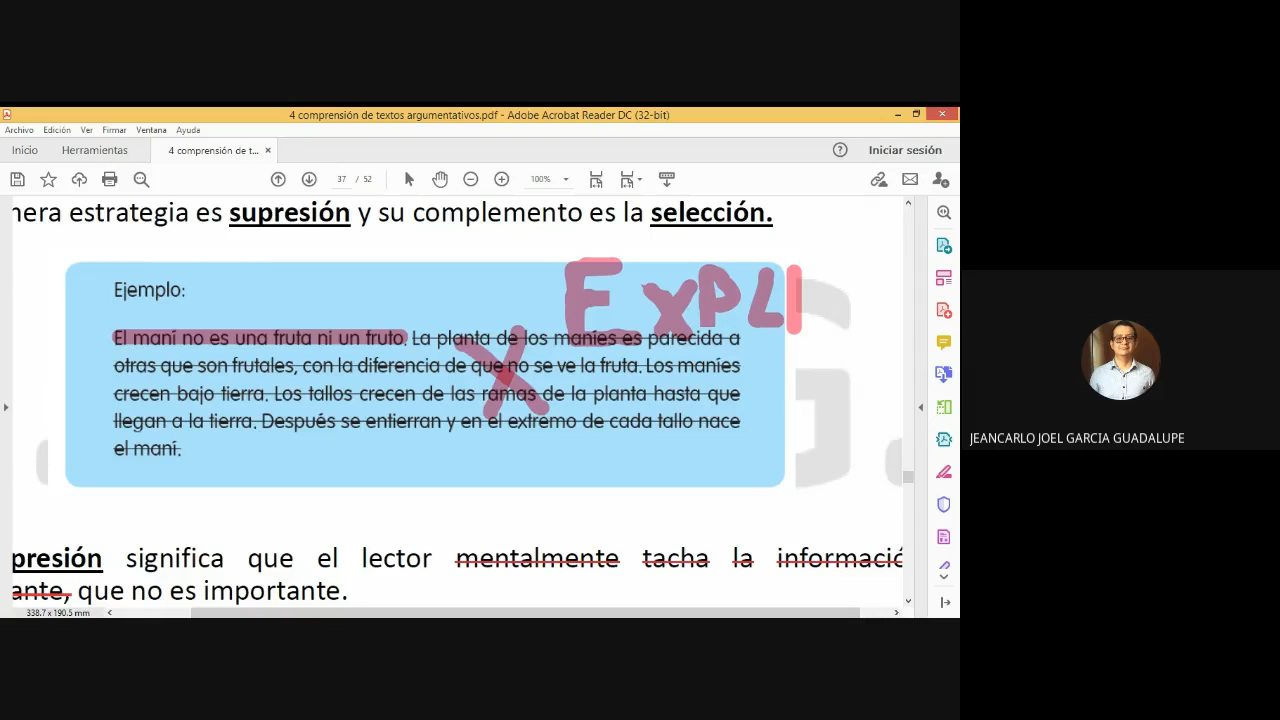 4 comprensión de textos argumentativos.pdf - Adobe Acrobat Reader DC (32-bit)
Archivo Edición Ver Firmar Ventana Ayuda
Inicio Herramientas 4 comprensión de t... × Iniciar sesión
37 / 52 100%
nera estrategia es supresión y su complemento es la selección.
Ejemplo:
EXPLI
El maní no es una fruta ni un fruto. La planta de los maníes es parecida a
otras que son frutales, con la diferencia de que no se ve la fruta. Los maníes
crecen bajo tierra. Los tallos crecen de las ramas de la planta hasta que
llegan a la tierra. Después se entierran y en el extremo de cada tallo nace
el maní.
X
G.
presión significa que el lector mentalmente tacha la informació
ante, que no es importante.
338.7 x 190.5 mm
JEANCARLO JOEL GARCIA GUADALUPE